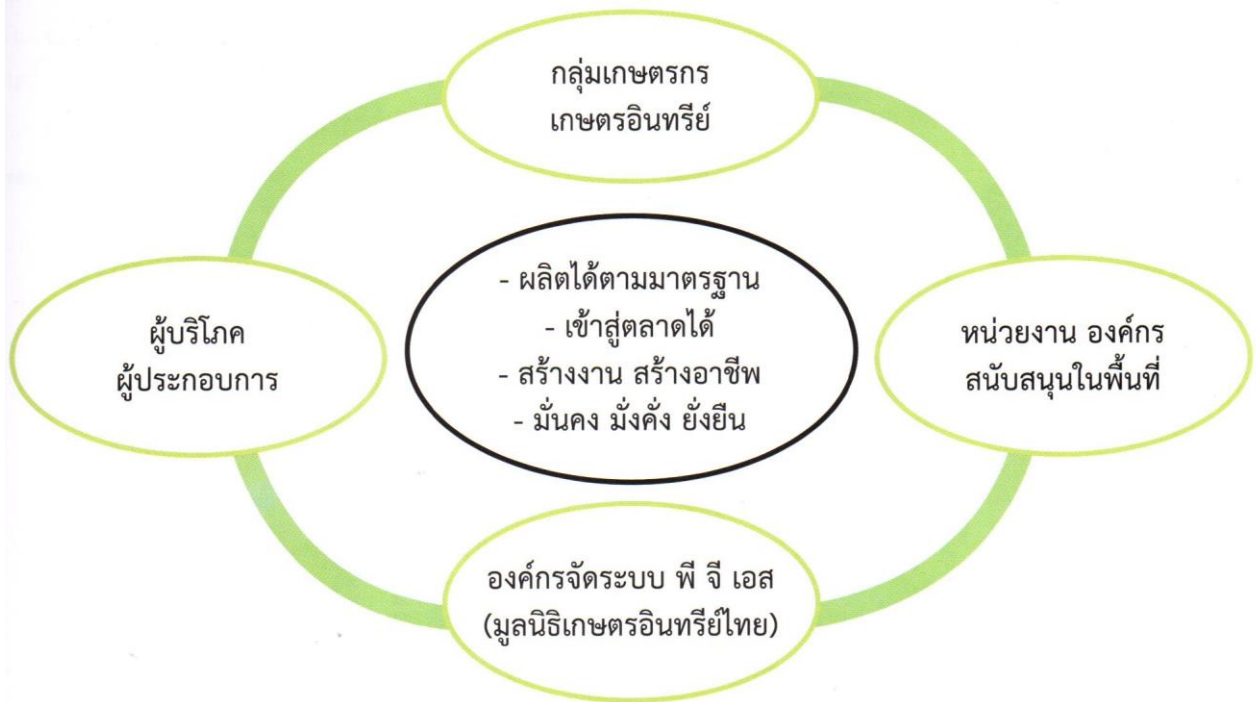 กลุ่มเกษตรกร
เกษตรอินทรีย์
ผู้บริโภค
ผู้ประกอบการ
- ผลิตได้ตามมาตรฐาน
- เข้าสู่ตลาดได้
- สร้างงาน สร้างอาชีพ
- มั่นคง มั่งคั่ง ยั่งยืน
หน่วยงาน องค์กร
สนับสนุนในพื้นที่
องค์กรจัดระบบ พี จี เอส
(มูลนิธิเกษตรอินทรีย์ไทย)